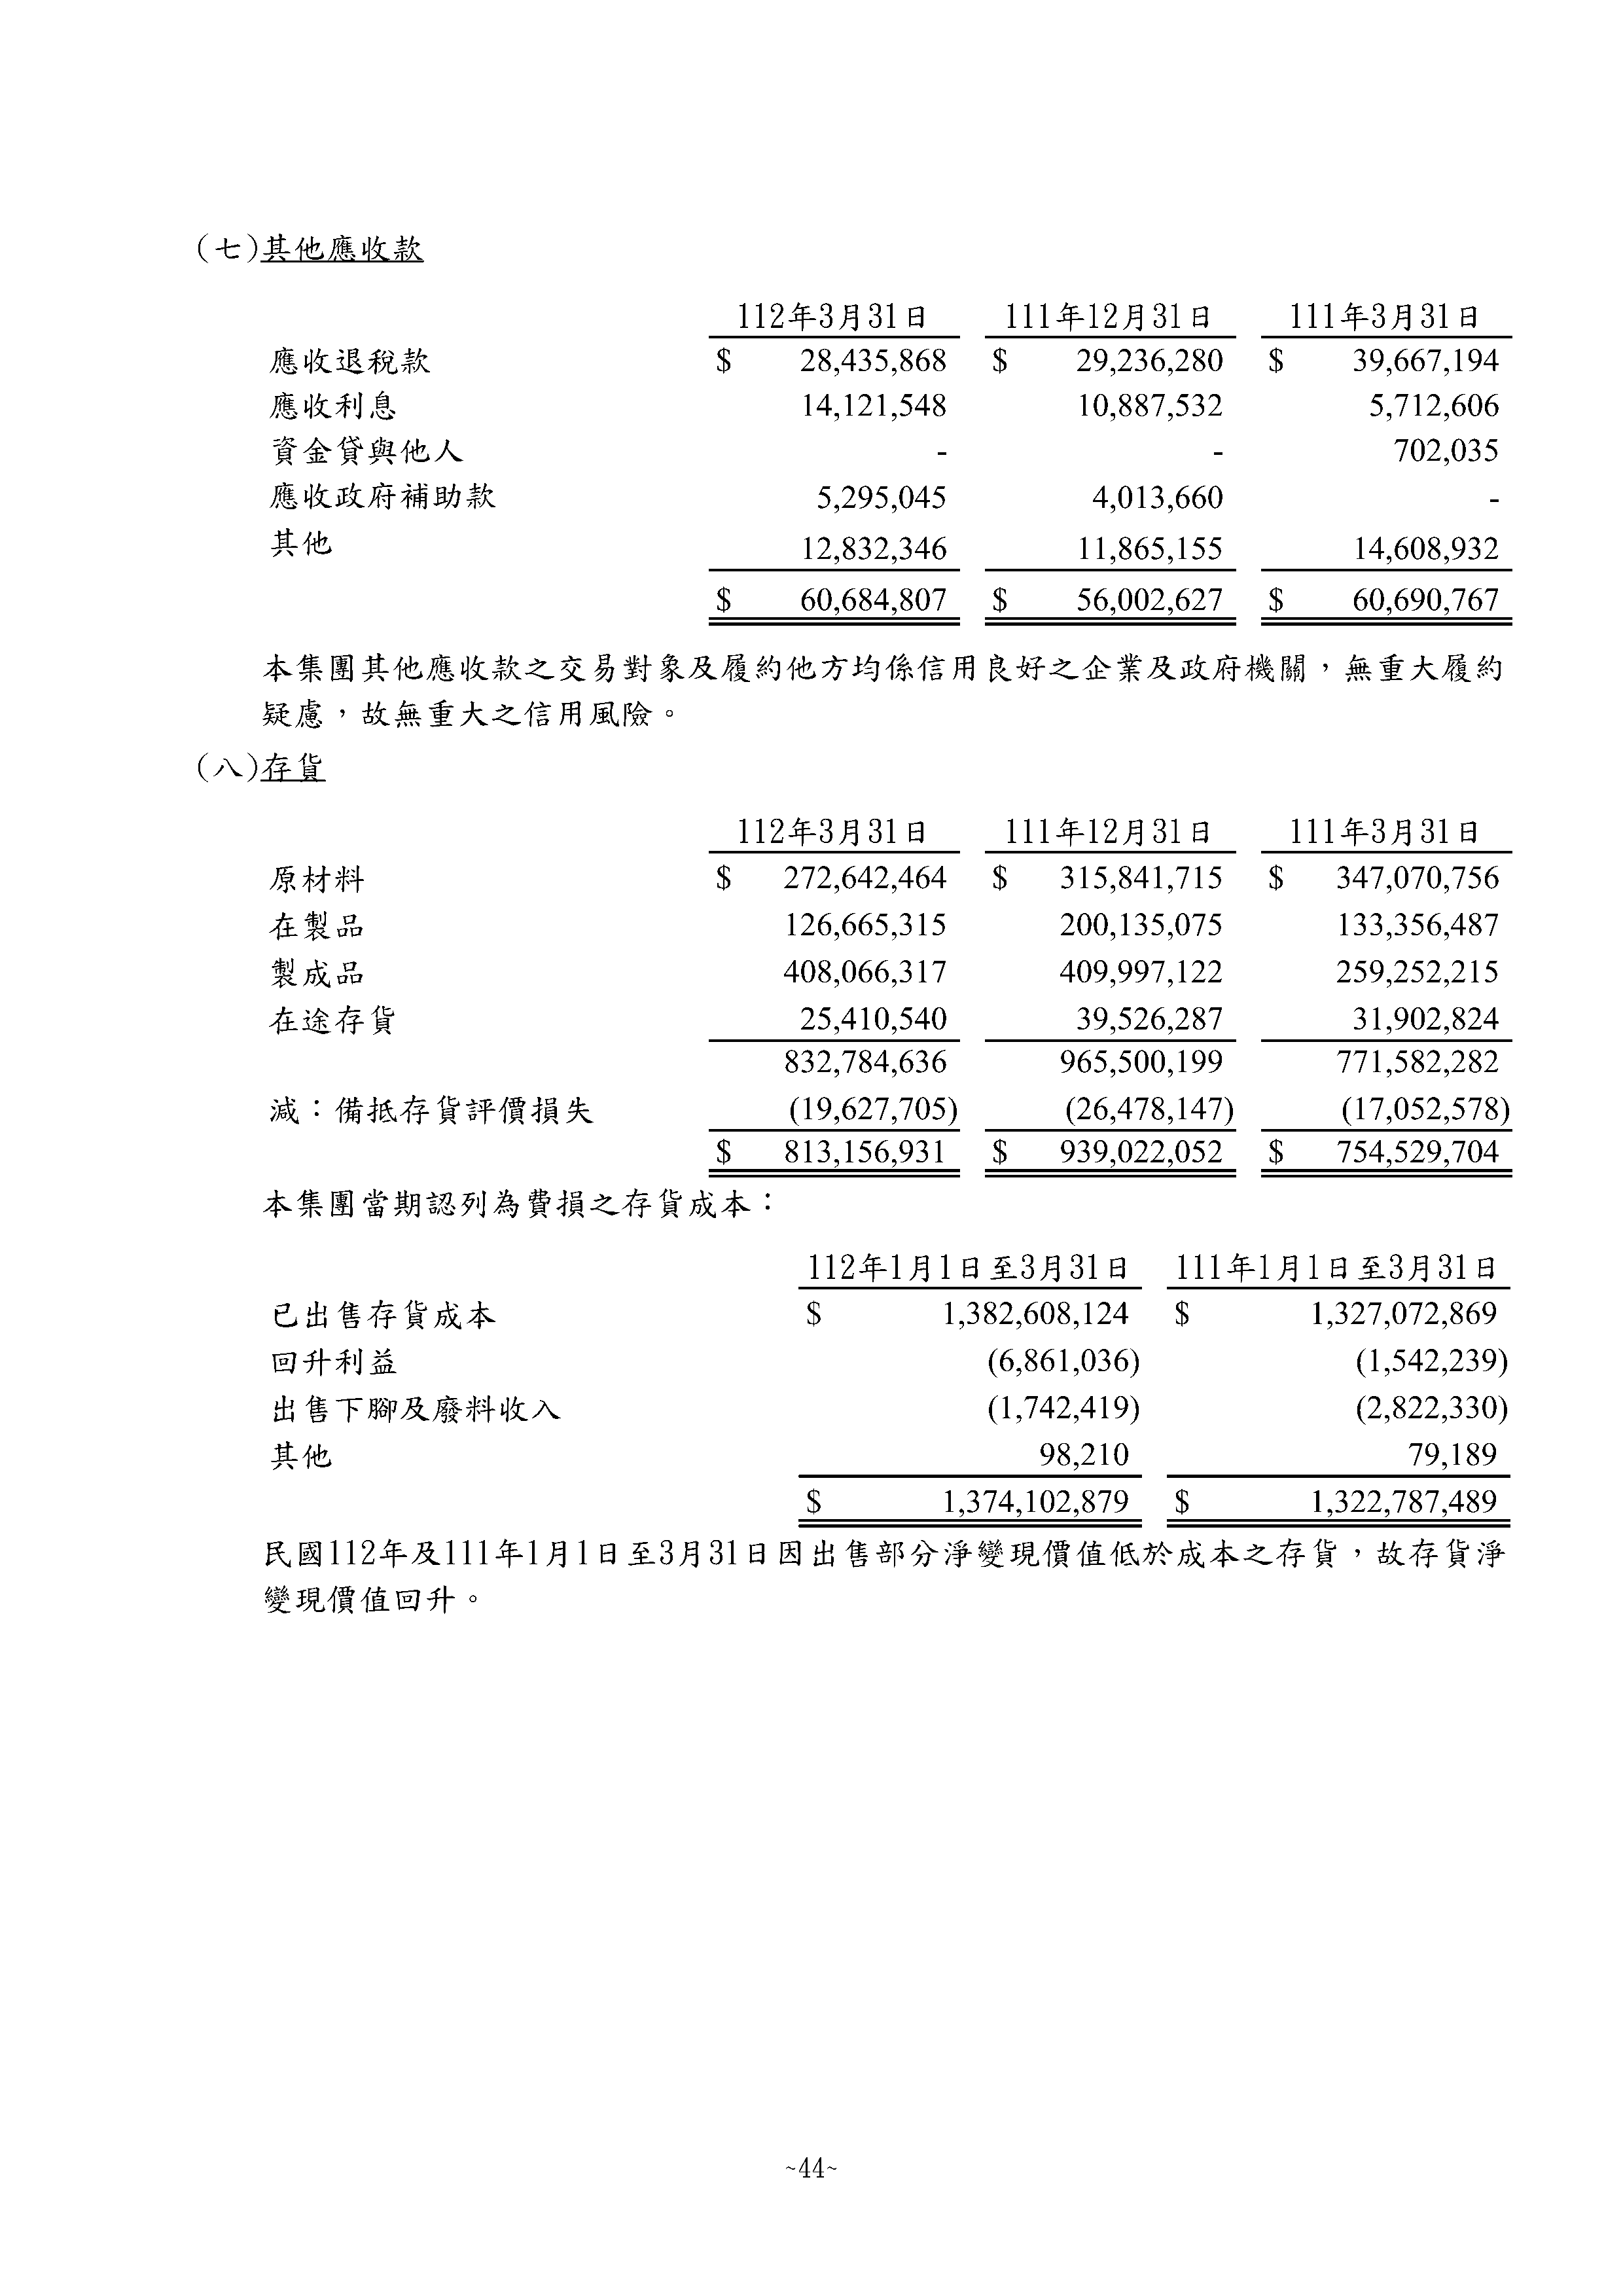 (七)其他應收款
112年3月31日 111年12月31日 111年3月31日
應收退稅款 $ 28,435,868 $ 29,236,280 $ 39,667,194
應收利息 14,121,548 10,887,532 5,712,606
資金貸與他人 - - 702,035
應收政府補助款 5,295,045 4,013,660 -
其他 12,832,346 11,865,155 14,608,932
$ 60,684,807 $ 56,002,627 $ 60,690,767
本集團其他應收款之交易對象及履約他方均係信用良好之企業及政府機關，無重大履約
疑慮，故無重大之信用風險。
(八)存貨
112年3月31日 111年12月31日 111年3月31日
原材料 $ 272,642,464 $ 315,841,715 $ 347,070,756
在製品 126,665,315 200,135,075 133,356,487
製成品 408,066,317 409,997,122 259,252,215
在途存貨 25,410,540 39,526,287 31,902,824
832,784,636 965,500,199 771,582,282
減：備抵存貨評價損失 (19,627,705) (26,478,147) (17,052,578)
$ 813,156,931 $ 939,022,052 $ 754,529,704
本集團當期認列為費損之存貨成本：
112年1月1日至3月31日 111年1月1日至3月31日
已出售存貨成本 $ 1,382,608,124 $ 1,327,072,869
回升利益 (6,861,036) (1,542,239)
出售下腳及廢料收入 (1,742,419) (2,822,330)
其他 98,210 79,189
$ 1,374,102,879 $ 1,322,787,489
民國112年及111年1月1日至3月31日因出售部分淨變現價值低於成本之存貨，故存貨淨
變現價值回升。
~44~